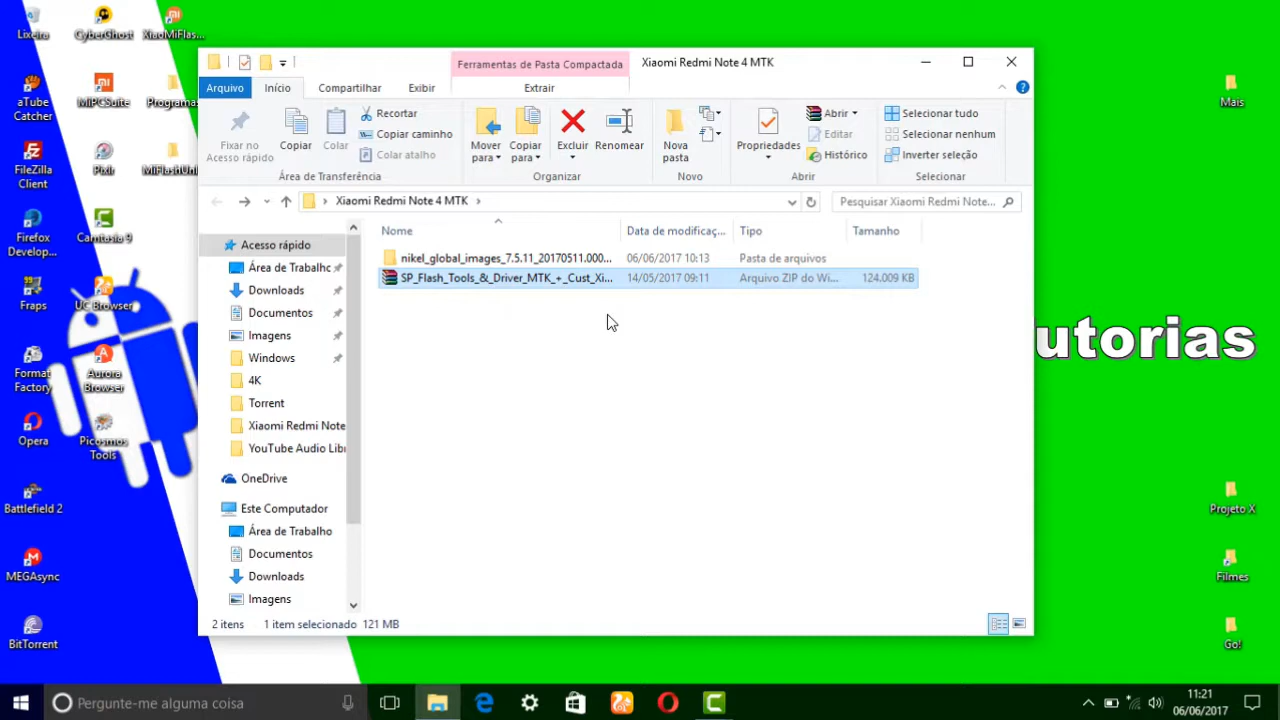 Lixeira
CyberGhost
XiaoMiFlas...
aTube
Catcher
MiPCSuite
Programas
FileZilla
Client
Pixlr
MiFlashUni
Firefox
Develop...
Camtasia 9
Fraps
UC Browser
Format
Factory
Aurora
Browser
Opera
Picosmos
Tools
Battlefield 2
MEGAsync
BitTorrent
Ferramentas de Pasta Compactada
Xiaomi Redmi Note 4 MTK
Arquivo
Início
Compartilhar
Exibir
Extrair
Fixar no
Acesso rápido
Copiar
Colar
Recortar
Copiar caminho
Colar atalho
Área de Transferência
Mover
para
Copiar
para
Excluir
Renomear
Organizar
Nova
pasta
Novo
Propriedades
Abrir
Editar
Histórico
Abrir
Selecionar tudo
Selecionar nenhum
Inverter seleção
Selecionar
Xiaomi Redmi Note 4 MTK
Pesquisar Xiaomi Redmi Note...
Nome
Data de modificaç...
Tipo
Tamanho
nikel_global_images_7.5.11_20170511.000... 06/06/2017 10:13 Pasta de arquivos
SP_Flash_Tools_&_Driver_MTK_+_Cust_Xi... 14/05/2017 09:11 Arquivo ZIP do Wi... 124.009 KB
Acesso rápido
Área de Trabalhc
Downloads
Documentos
Imagens
Windows
4K
Torrent
Xiaomi Redmi Note
YouTube Audio Libr
OneDrive
Este Computador
Área de Trabalho
Documentos
Downloads
Imagens
2 itens 1 item selecionado 121 MB
utorias
Mais
Projeto X
Filmes
Go!
Pergunte-me alguma coisa
11:21
06/06/2017